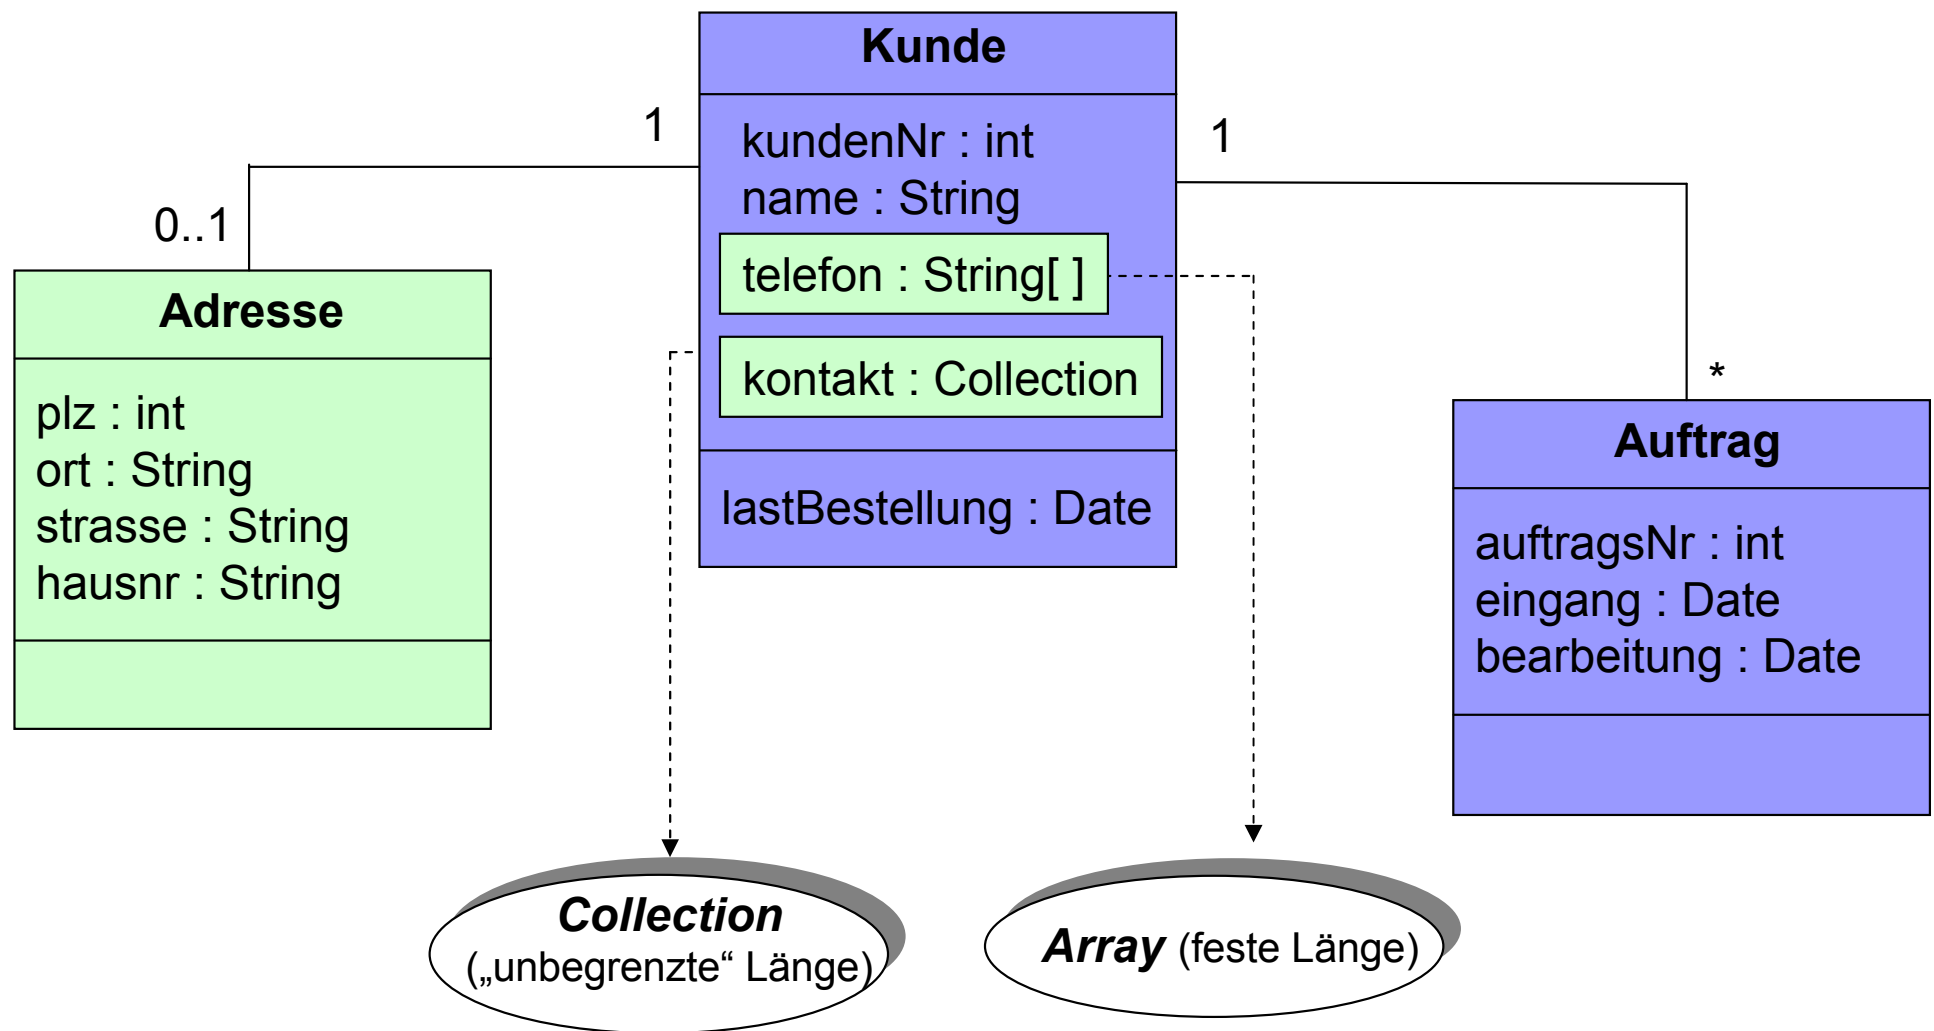 Kunde
kundenNr : int
name : String
telefon : String[ ]
kontakt : Collection
lastBestellung : Date
1
0..1
Adresse
plz : int
ort : String
strasse : String
hausnr : String
1
*
Auftrag
auftragsNr : int
eingang : Date
bearbeitung : Date
Collection
(„unbegrenzte“ Länge)
Array (feste Länge)